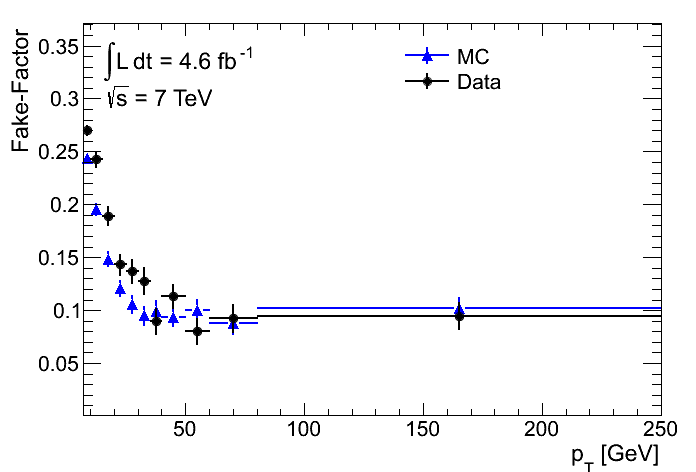 Fake-Factor
0.35
0.3
0.25
0.2
0.15
0.1
0.05
∫L dt = 4.6 fb⁻¹
√s = 7 TeV
MC
Data
50 100 150 200 250
p_T [GeV]